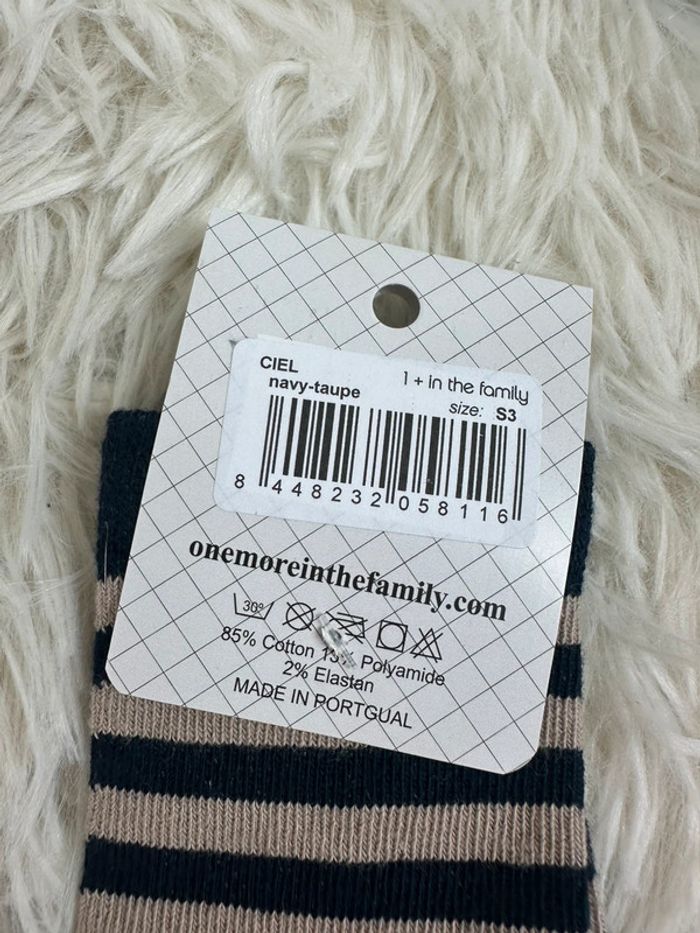 CIEL
navy-taupe
1 + in the family
size: S3
8 448232 058116
onemoreinthefamily.com
30º
85% Cotton Polyamide
2% Elastan
MADE IN PORTGUAL